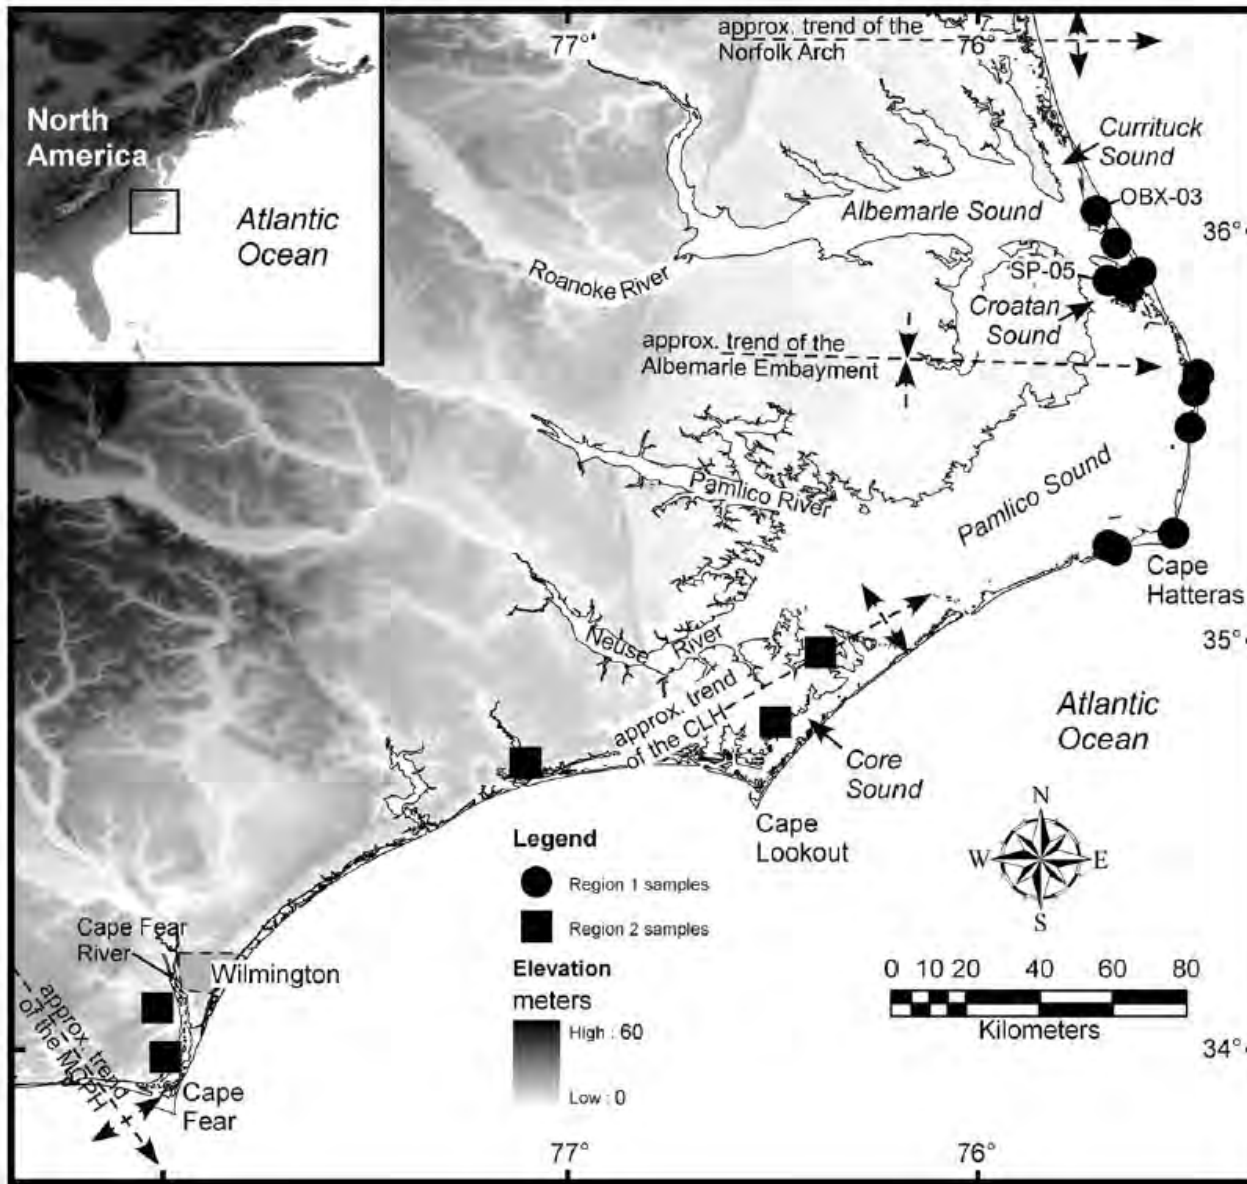 North
America
Atlantic
Ocean
77°
76°
approx. trend of the
Norfolk Arch
Currituck
Sound
OBX-03
Albemarle Sound
36°
Roanoke River
SP-05
Croatan
Sound
approx. trend of the
Albemarle Embayment
Pamlico River
Pamlico Sound
Cape
Hatteras
Neuse River
35°
approx. trend
of the CLH
Atlantic
Ocean
Core
Sound
Cape
Lookout
N
W
E
S
Legend
Region 1 samples
Region 2 samples
Elevation
meters
High : 60
Low : 0
0 10 20 40 60 80
Kilometers
Cape Fear
River
Wilmington
approx. trend
of the MCPH
Cape
Fear
34°
77°
76°